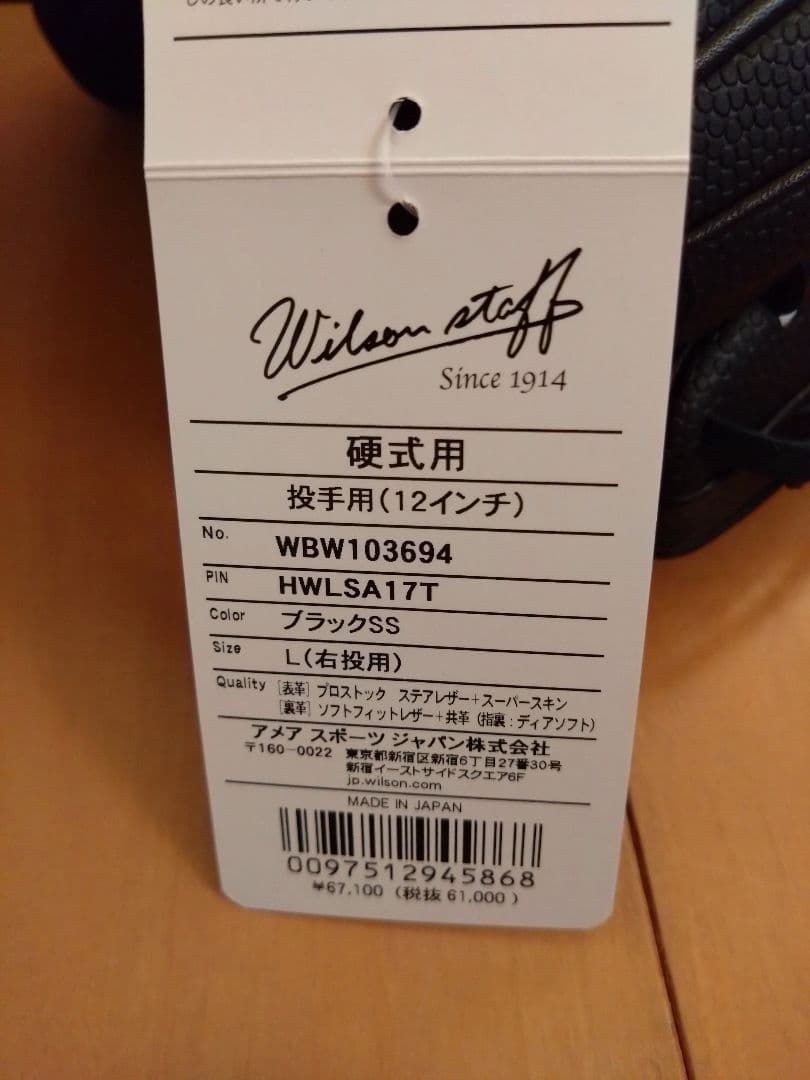 Wilson staff
Since 1914
硬式用
投手用(12インチ)
No. WBW103694
PIN HWLSA17T
Color ブラックSS
Size L(右投用)
Quality [表革] プロストック ステアレザー+スーパースキン
[裏革] ソフトフィットレザー+共革 (指裏:ディアソフト)
アメア スポーツ ジャパン株式会社
〒160-0022 東京都新宿区新宿6丁目27番30号
新宿イーストサイドスクエア6F
jp.wilson.com
MADE IN JAPAN
0097512945868
¥67,100 (税抜 61,000)